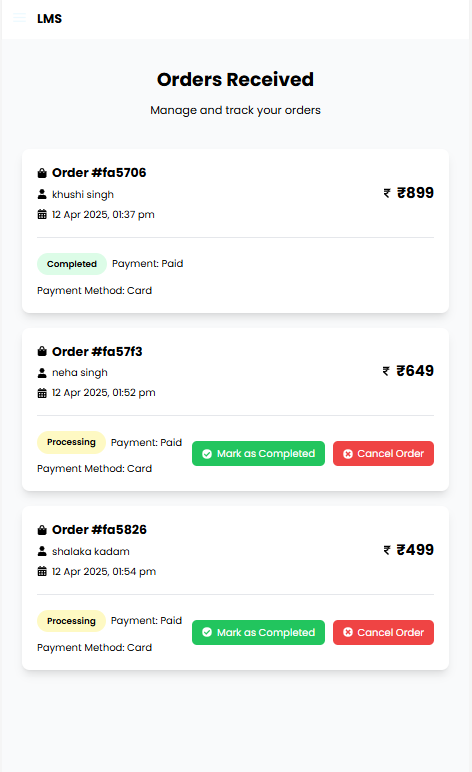 LMS
Orders Received
Manage and track your orders
Order #fa5706
khushi singh
₹ ₹899
12 Apr 2025, 01:37 pm
Completed Payment: Paid
Payment Method: Card
Order #fa57f3
neha singh
₹ ₹649
12 Apr 2025, 01:52 pm
Processing Payment: Paid
Mark as Completed Cancel Order
Payment Method: Card
Order #fa5826
shalaka kadam
₹ ₹499
12 Apr 2025, 01:54 pm
Processing Payment: Paid
Mark as Completed Cancel Order
Payment Method: Card